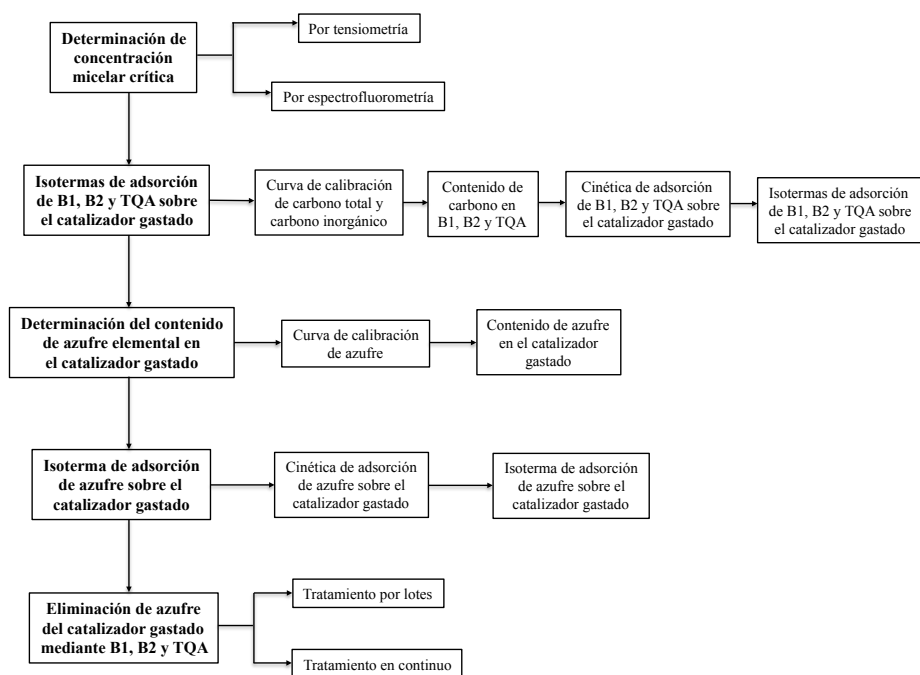 Determinación de
concentración
micelar crítica
Por tensiometría
Por espectrofluorometría
Isotermas de adsorción
de B1, B2 y TQA sobre
el catalizador gastado
Curva de calibración
de carbono total y
carbono inorgánico
Contenido de
carbono en
B1, B2 y TQA
Cinética de adsorción
de B1, B2 y TQA sobre
el catalizador gastado
Isotermas de adsorción
de B1, B2 y TQA sobre
el catalizador gastado
Determinación del contenido
de azufre elemental en
el catalizador gastado
Curva de calibración
de azufre
Contenido de azufre
en el catalizador
gastado
Isoterma de adsorción
de azufre sobre el
catalizador gastado
Cinética de adsorción
de azufre sobre el
catalizador gastado
Isoterma de adsorción
de azufre sobre el
catalizador gastado
Eliminación de azufre
del catalizador gastado
mediante B1, B2 y TQA
Tratamiento por lotes
Tratamiento en continuo